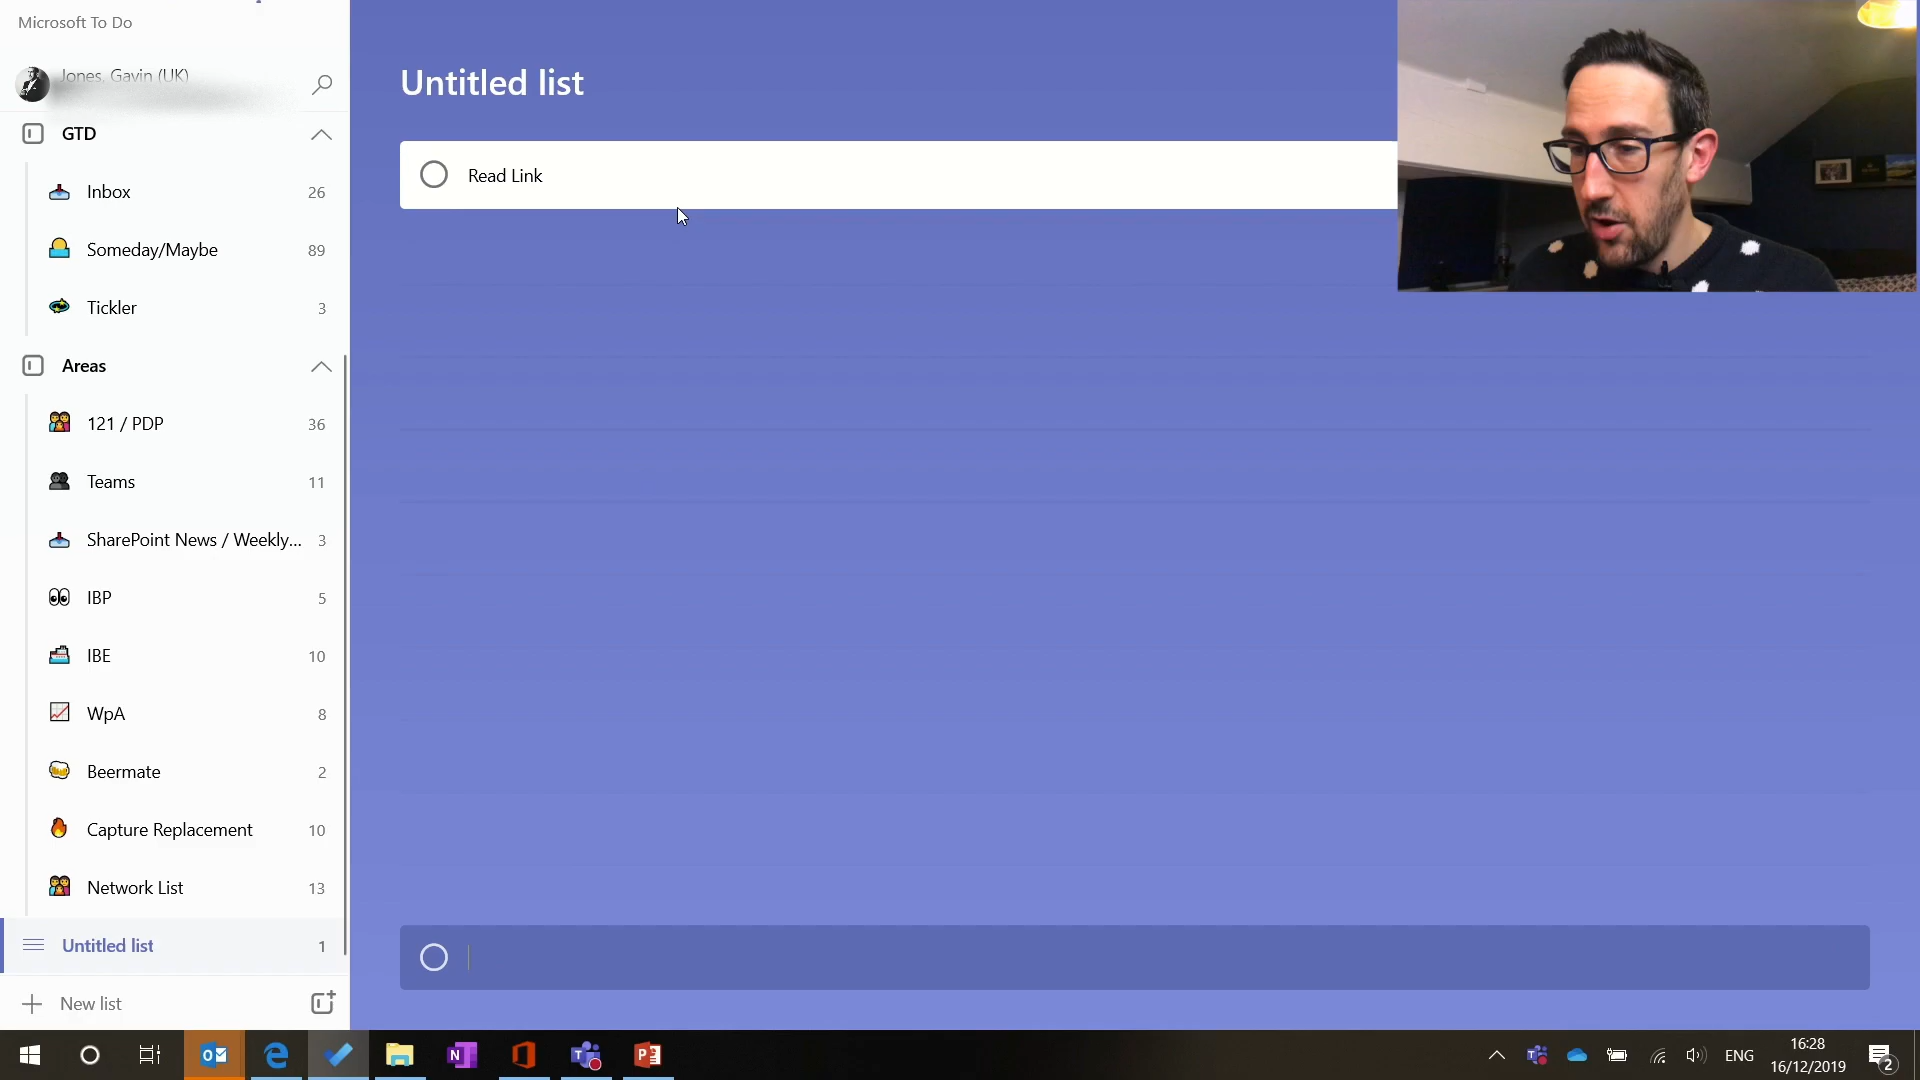 Microsoft To Do
Jones, Gavin (UK)
GTD
Inbox 26
Someday/Maybe 89
Tickler 3
Areas
121 / PDP 36
Teams 11
SharePoint News / Weekly... 3
IBP 5
IBE 10
WpA 8
Beermate 2
Capture Replacement 10
Network List 13
Untitled list 1
New list
Untitled list
Read Link
ENG
16:28
16/12/2019
2